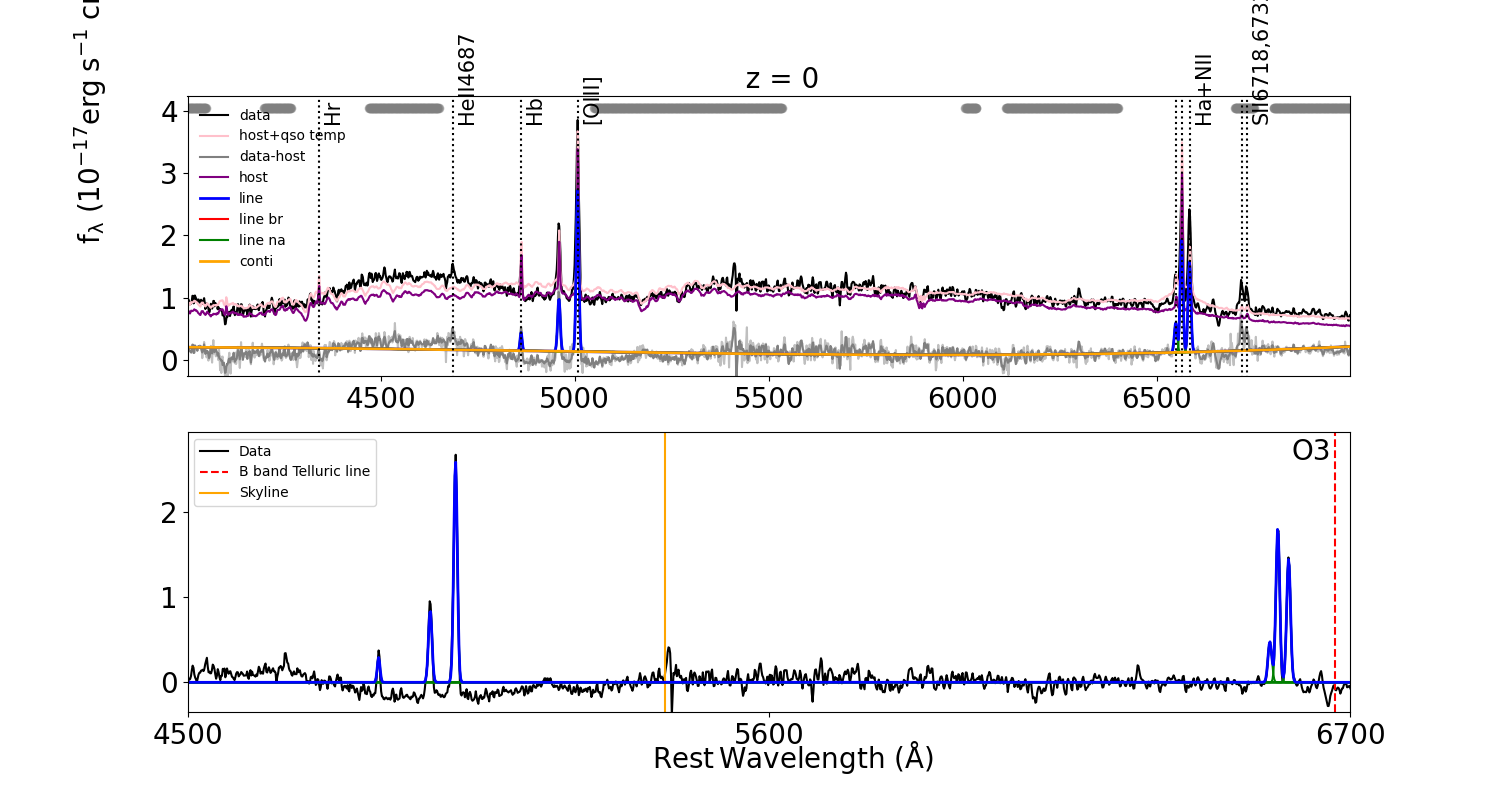 z = 0
f_λ (10^−17 erg s^−1
Hr
HeII4687
Hb
[OIII]
Ha+NII
SII6718,673
4
3
2
1
0
data
host+qso temp
data-host
host
line
line br
line na
conti
4500
5000
5500
6000
6500
Data
B band Telluric line
Skyline
O3
2
1
0
4500
5600
6700
Rest Wavelength (Å)